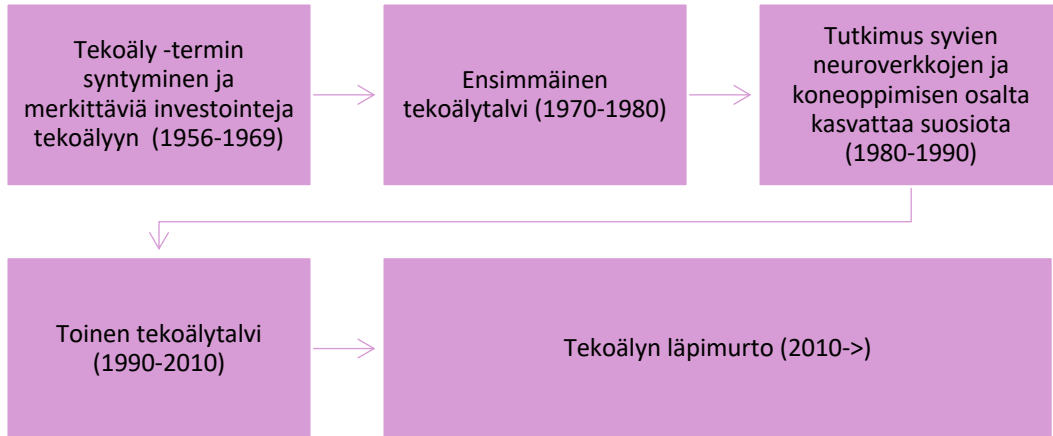 Tekoäly -termin
syntyminen ja
merkittäviä investointeja
tekoälyyn (1956-1969)
Ensimmäinen
tekoälytalvi (1970-1980)
Tutkimus syvien
neuroverkkojen ja
koneoppimisen osalta
kasvattaa suosiota
(1980-1990)
Toinen tekoälytalvi
(1990-2010)
Tekoälyn läpimurto (2010->)